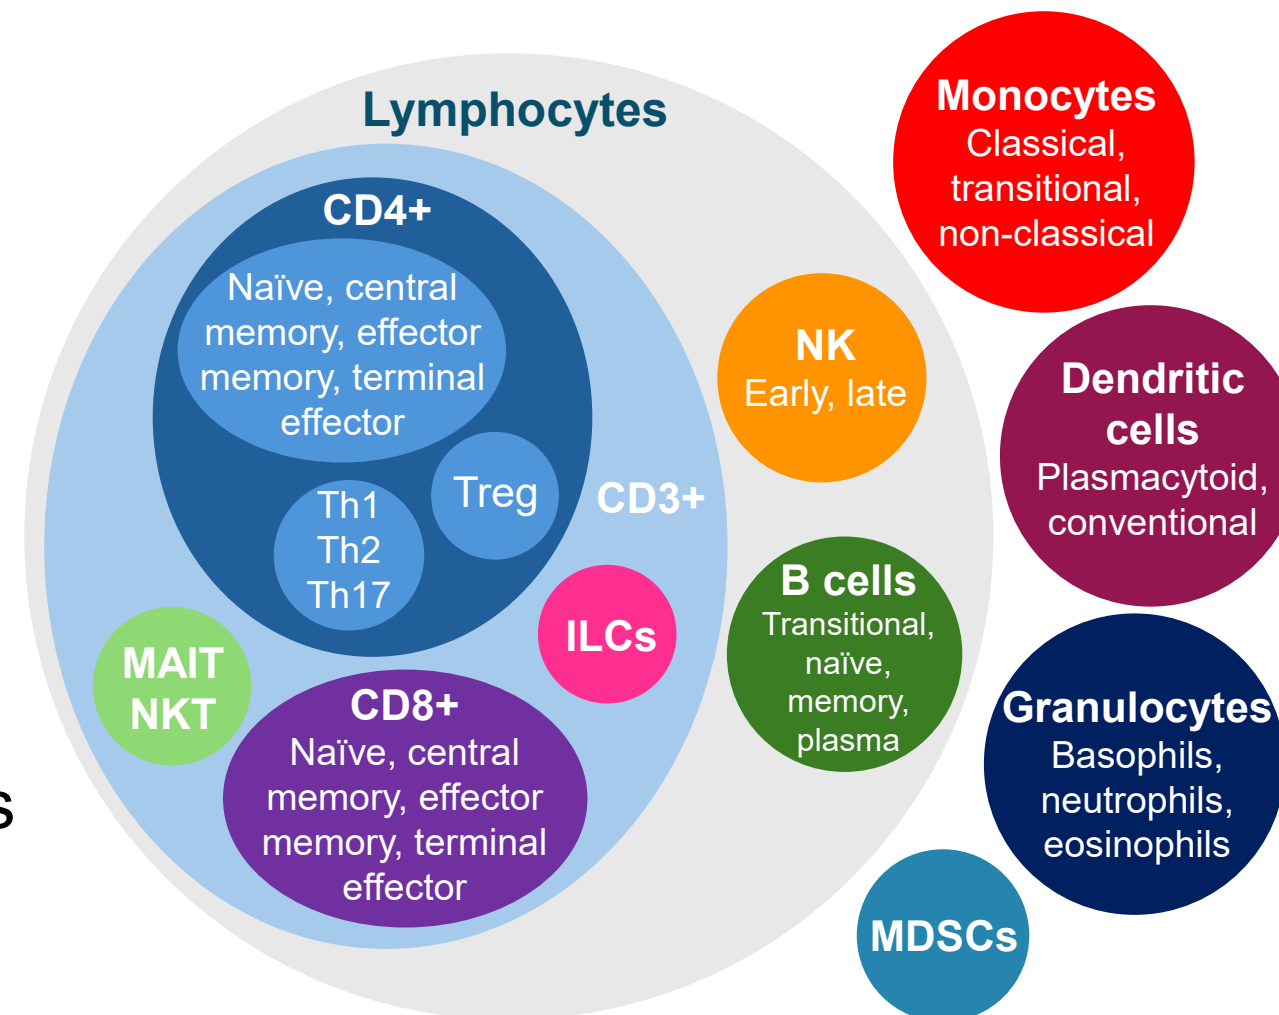 Lymphocytes
CD4+
Naïve, central
memory, effector
memory, terminal
effector
Th1
Th2
Th17
Treg
CD3+
ILCs
MAIT
NKT
CD8+
Naïve, central
memory, effector
memory, terminal
effector
NK
Early, late
B cells
Transitional,
naïve,
memory,
plasma
Monocytes
Classical,
transitional,
non-classical
Dendritic
cells
Plasmacytoid,
conventional
Granulocytes
Basophils,
neutrophils,
eosinophils
MDSCs
s